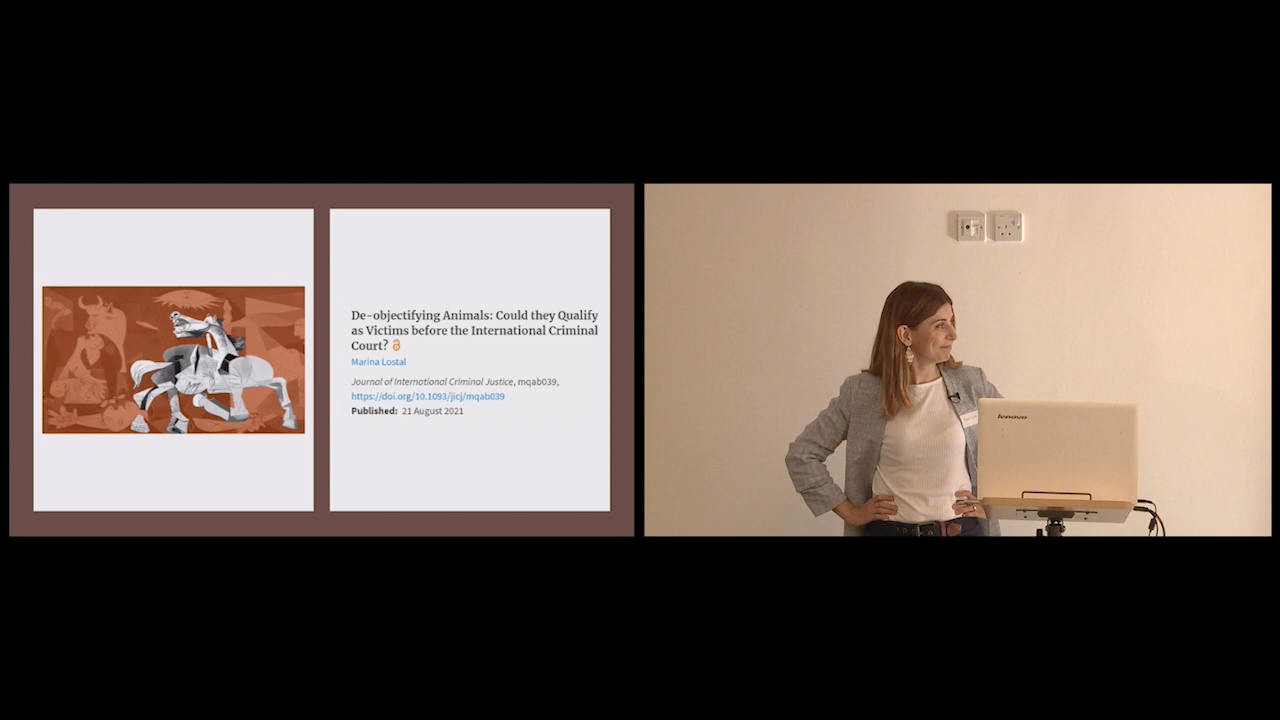 De-objectifying Animals: Could they Qualify
as Victims before the International Criminal
Court?
Marina Lostal
Journal of International Criminal Justice, mqab039,
https://doi.org/10.1093/jicj/mqab039
Published: 21 August 2021
lenovo